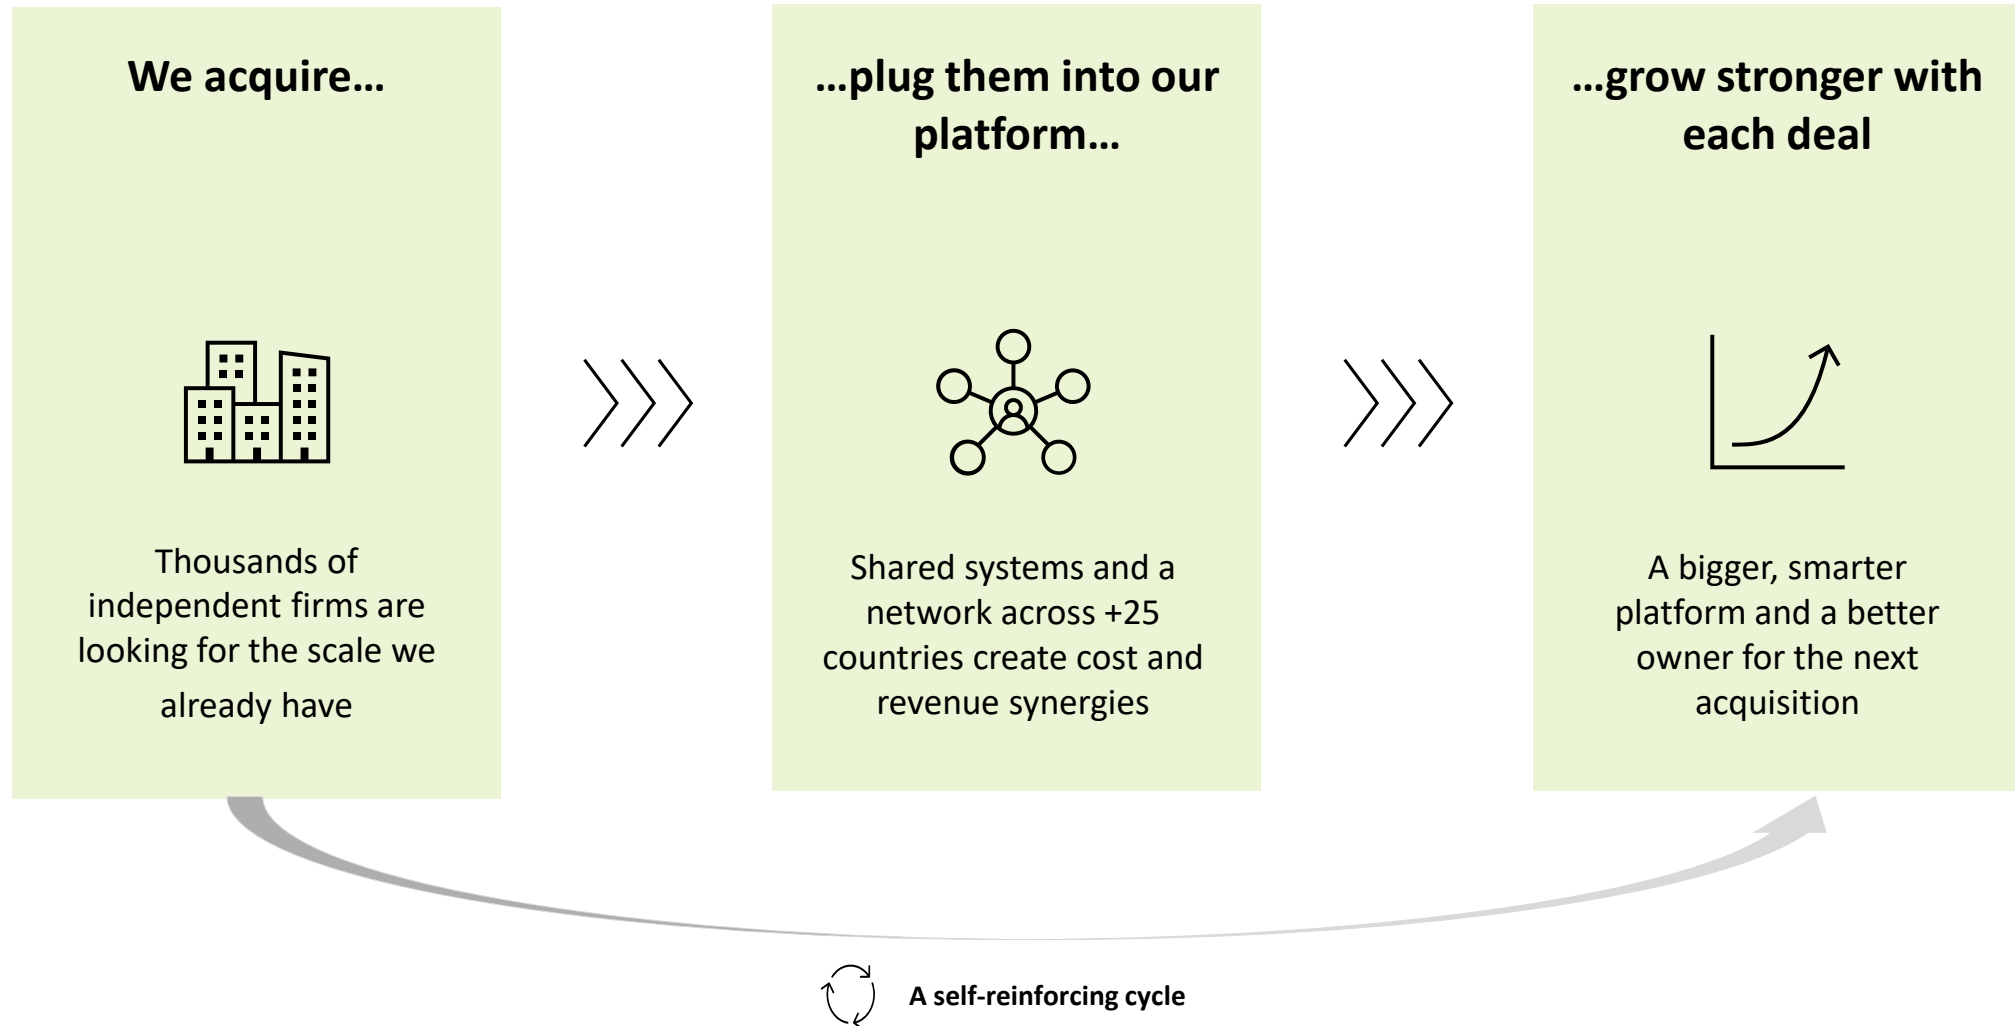 We acquire…
Thousands of
independent firms are
looking for the scale we
already have
…plug them into our
platform…
Shared systems and a
network across +25
countries create cost and
revenue synergies
…grow stronger with
each deal
A bigger, smarter
platform and a better
owner for the next
acquisition
A self-reinforcing cycle